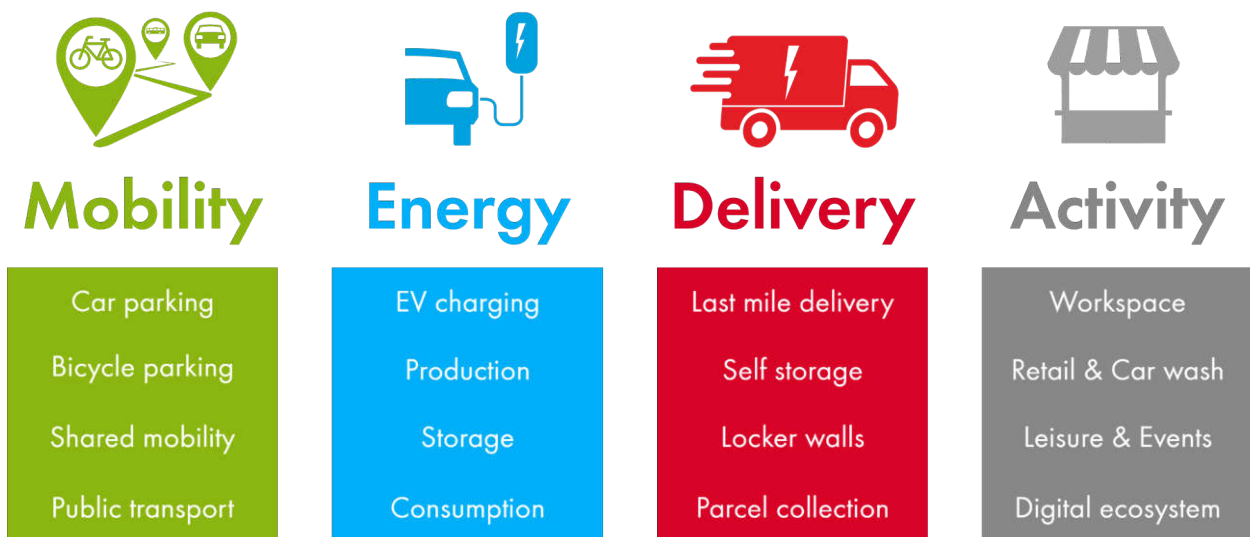 Mobility
Energy
Delivery
Activity
Car parking
Bicycle parking
Shared mobility
Public transport
EV charging
Production
Storage
Consumption
Last mile delivery
Self storage
Locker walls
Parcel collection
Workspace
Retail & Car wash
Leisure & Events
Digital ecosystem